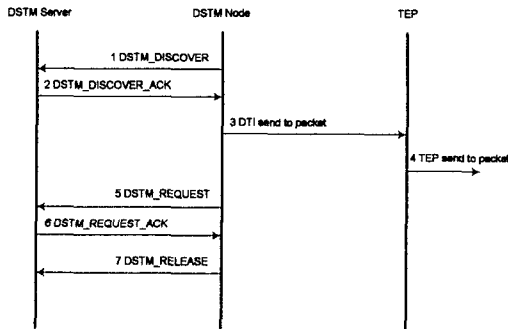 DSTM Server
DSTM Node
TEP
1 DSTM_DISCOVER
2 DSTM_DISCOVER_ACK
3 DTI send to packet
4 TEP send to packet
5 DSTM_REQUEST
6 DSTM_REQUEST_ACK
7 DSTM_RELEASE